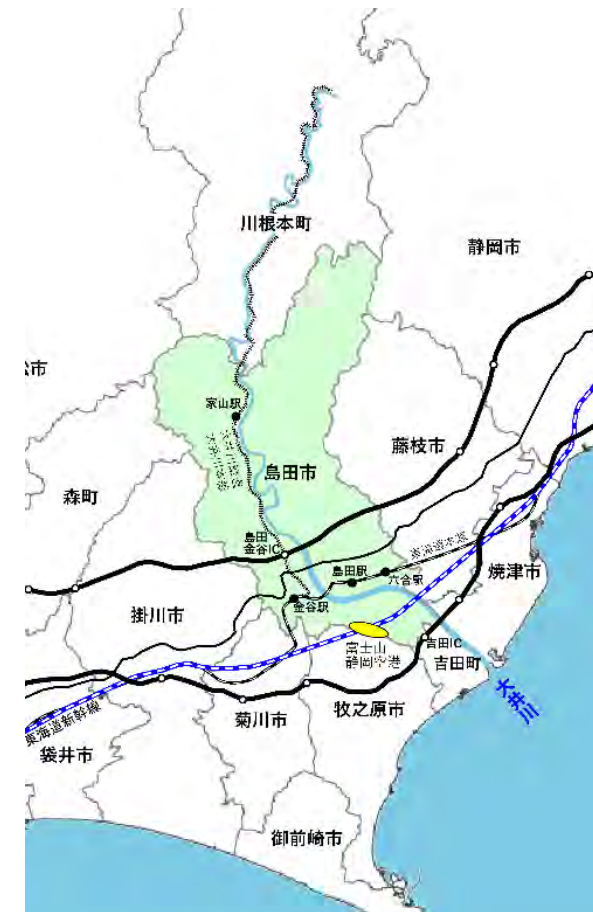 川根本町
静岡市
市
家山駅
藤枝市
島田市
森町
島田
金谷IC
東海道本線
島田駅
六合駅
焼津市
金谷駅
掛川市
富士山
静岡空港
吉田IC
吉田町
大井川
牧之原市
菊川市
東海道新幹線
袋井市
御前崎市